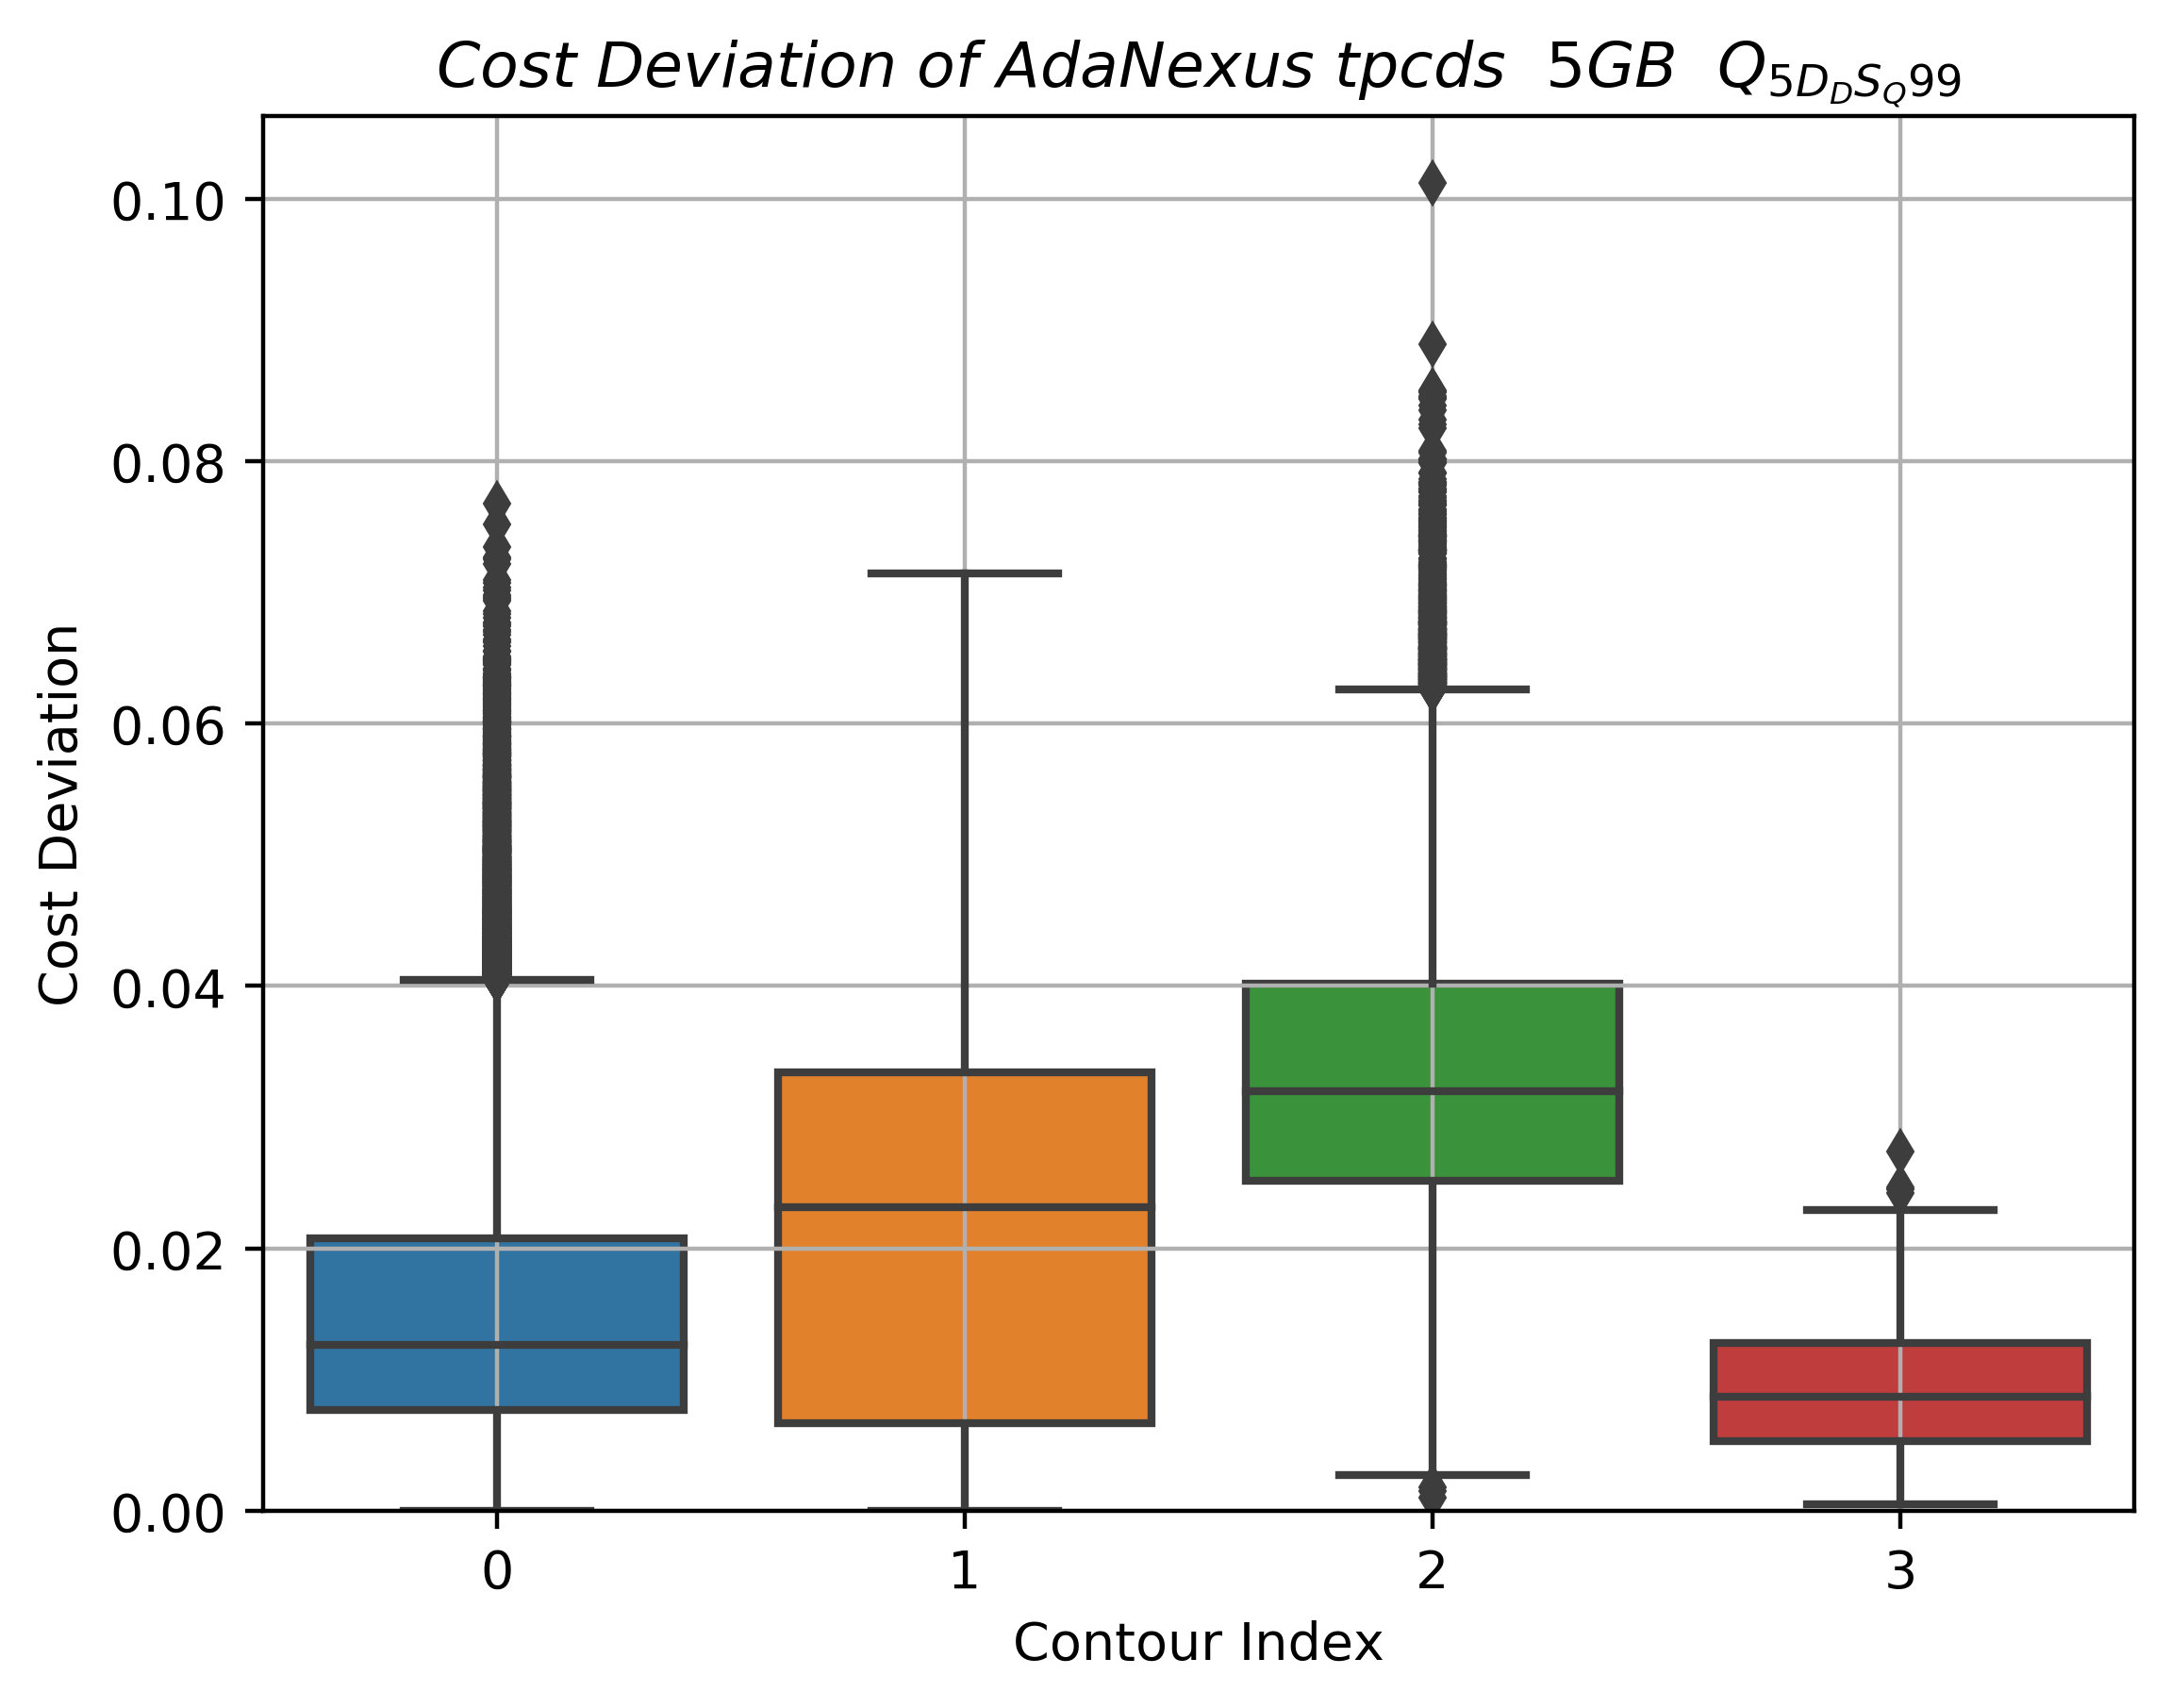 Cost Deviation of AdaNexus tpcds 5GB Q5D_DS_Q99
0.10
0.08
0.06
0.04
0.02
0.00
Cost Deviation
0 1 2 3
Contour Index